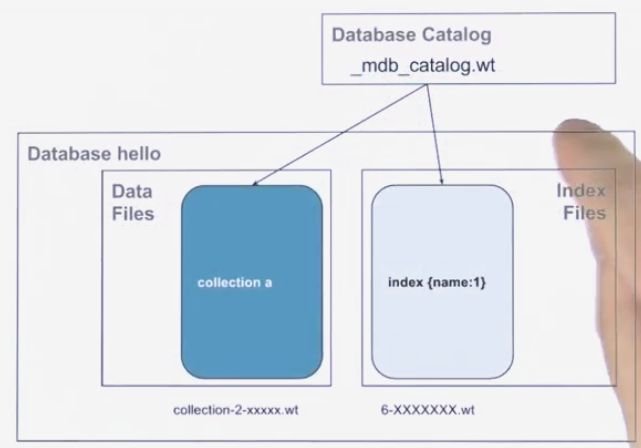 Database Catalog
_mdb_catalog.wt
Database hello
Data
Files
Index
Files
collection a
index {name:1}
collection-2-xxxxx.wt
6-XXXXXXX.wt